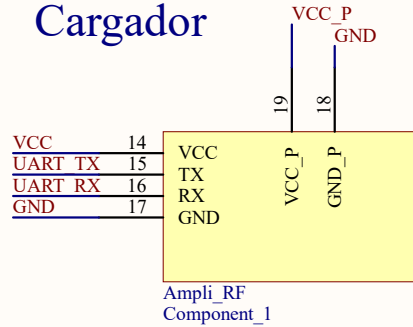 Cargador
VCC_P
GND
19
18
VCC 14 VCC
UART_TX 15 TX
UART_RX 16 RX
GND 17 GND
VCC_P
GND_P
Ampli_RF
Component_1